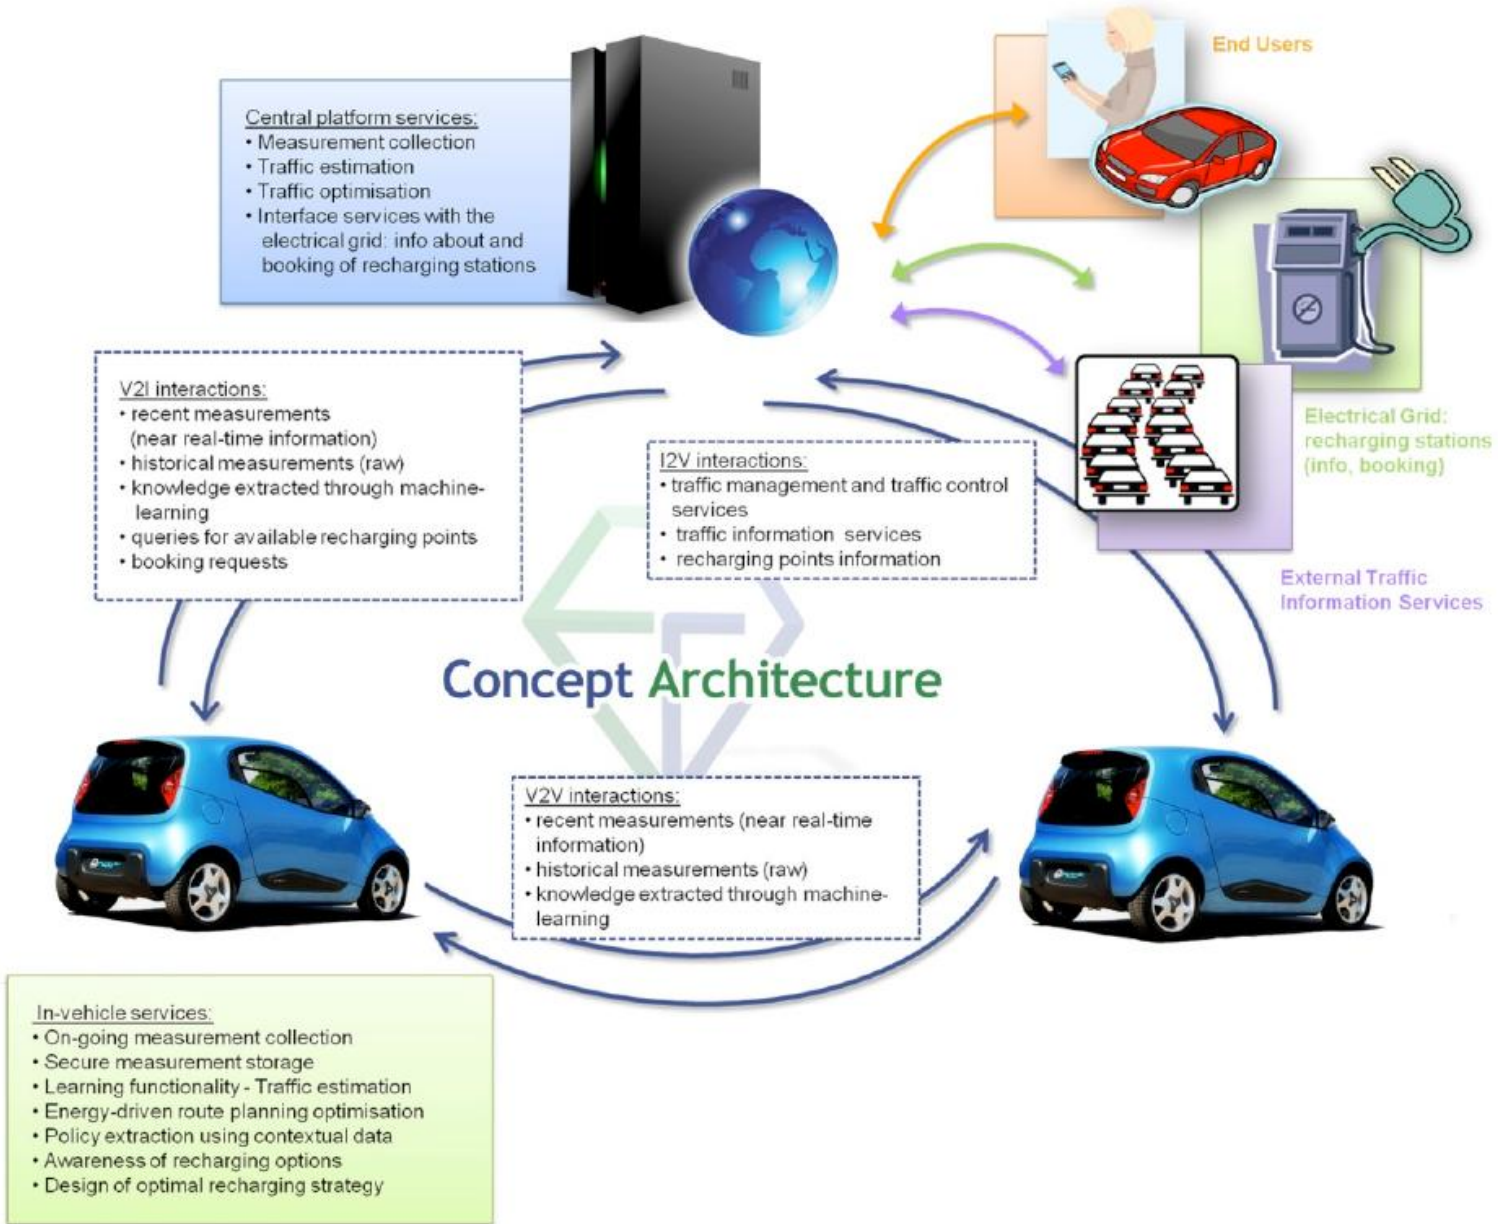 End Users
Central platform services:
• Measurement collection
• Traffic estimation
• Traffic optimisation
• Interface services with the
electrical grid: info about and
booking of recharging stations
V2I interactions:
• recent measurements
(near real-time information)
• historical measurements (raw)
• knowledge extracted through machine-
learning
• queries for available recharging points
• booking requests
I2V interactions:
• traffic management and traffic control
services
• traffic information services
• recharging points information
Electrical Grid:
recharging stations
(info, booking)
External Traffic
Information Services
Concept Architecture
V2V interactions:
• recent measurements (near real-time
information)
• historical measurements (raw)
• knowledge extracted through machine-
learning
In-vehicle services:
• On-going measurement collection
• Secure measurement storage
• Learning functionality - Traffic estimation
• Energy-driven route planning optimisation
• Policy extraction using contextual data
• Awareness of recharging options
• Design of optimal recharging strategy